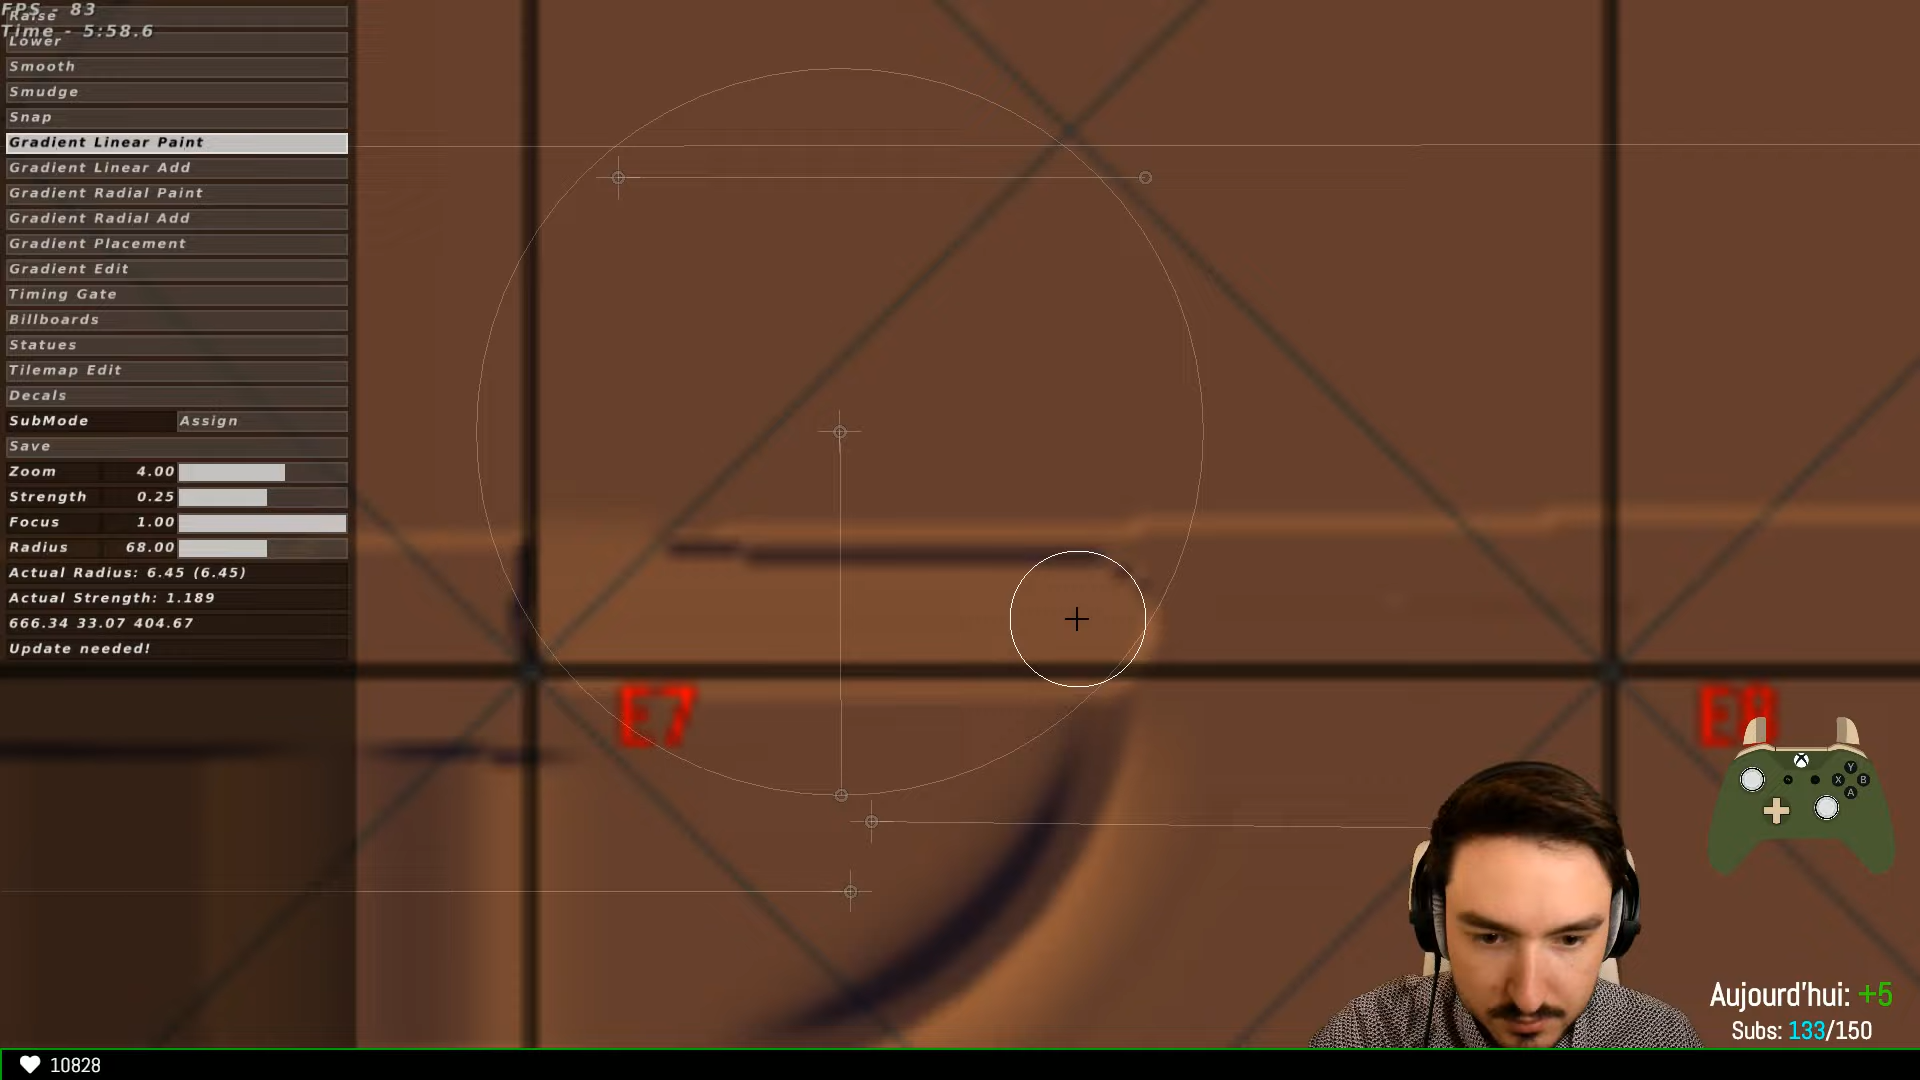 FPS - 83
Raise
Time - 5:58.6
Lower
Smooth
Smudge
Snap
Gradient Linear Paint
Gradient Linear Add
Gradient Radial Paint
Gradient Radial Add
Gradient Placement
Gradient Edit
Timing Gate
Billboards
Statues
Tilemap Edit
Decals
SubMode Assign
Save
Zoom 4.00
Strength 0.25
Focus 1.00
Radius 68.00
Actual Radius: 6.45 (6.45)
Actual Strength: 1.189
666.34 33.07 404.67
Update needed!
E7
E8
Y
X B
A
Aujourd'hui: +5
Subs: 133/150
10828